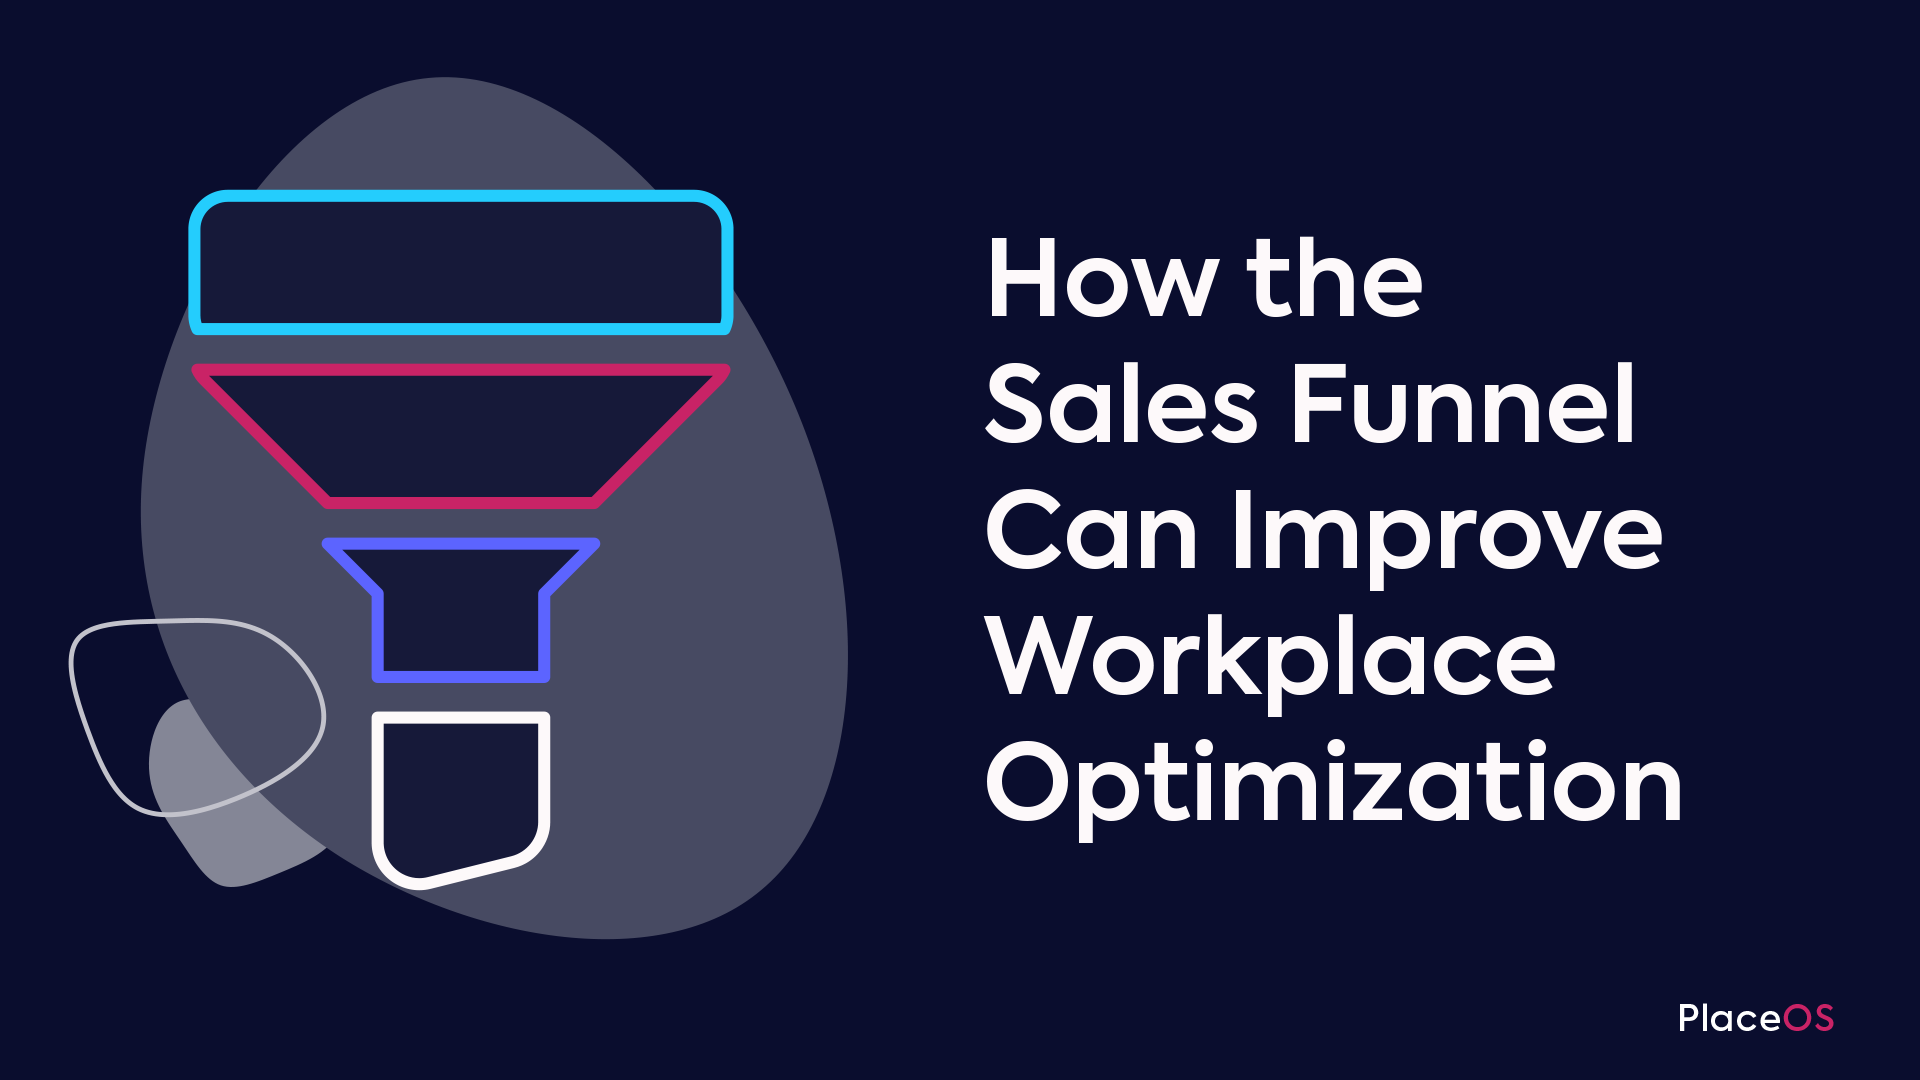 How the
Sales Funnel
Can Improve
Workplace
Optimization
PlaceOS